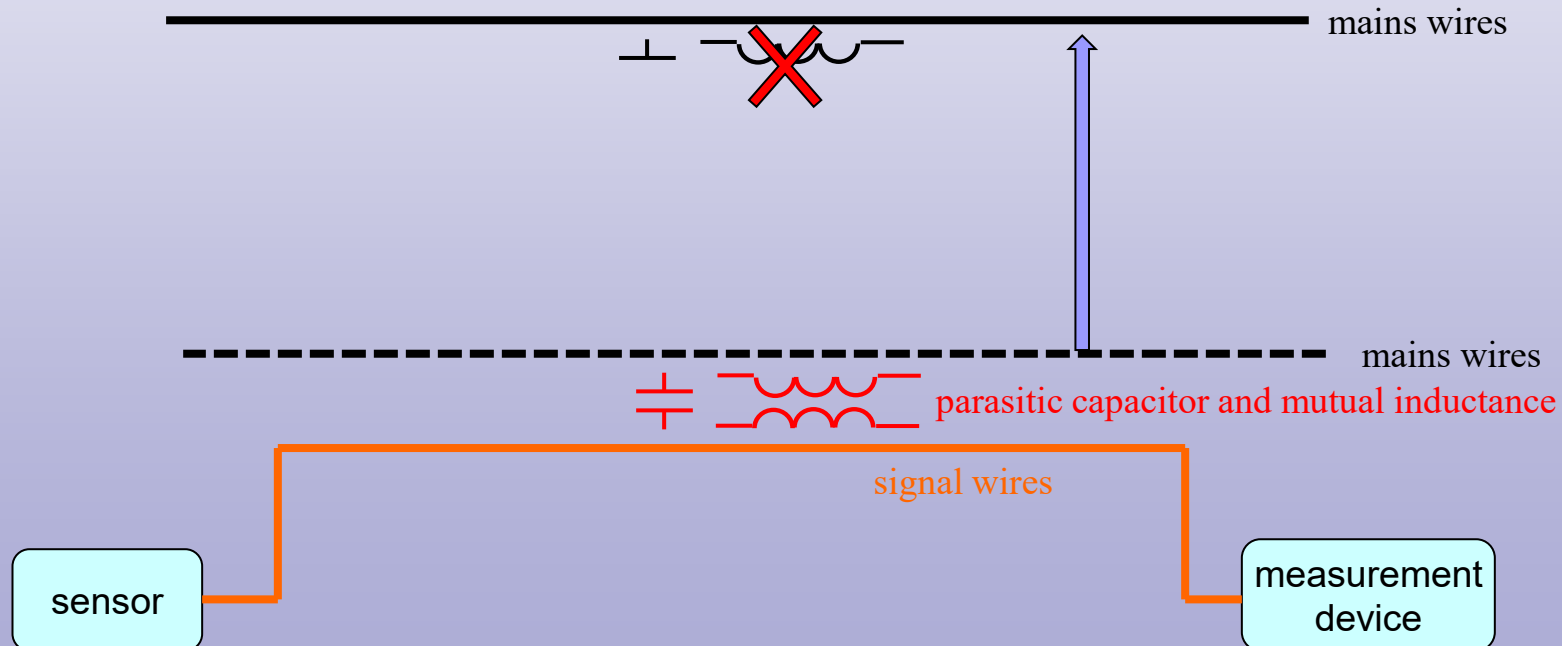 mains wires
mains wires
parasitic capacitor and mutual inductance
signal wires
sensor
measurement
device